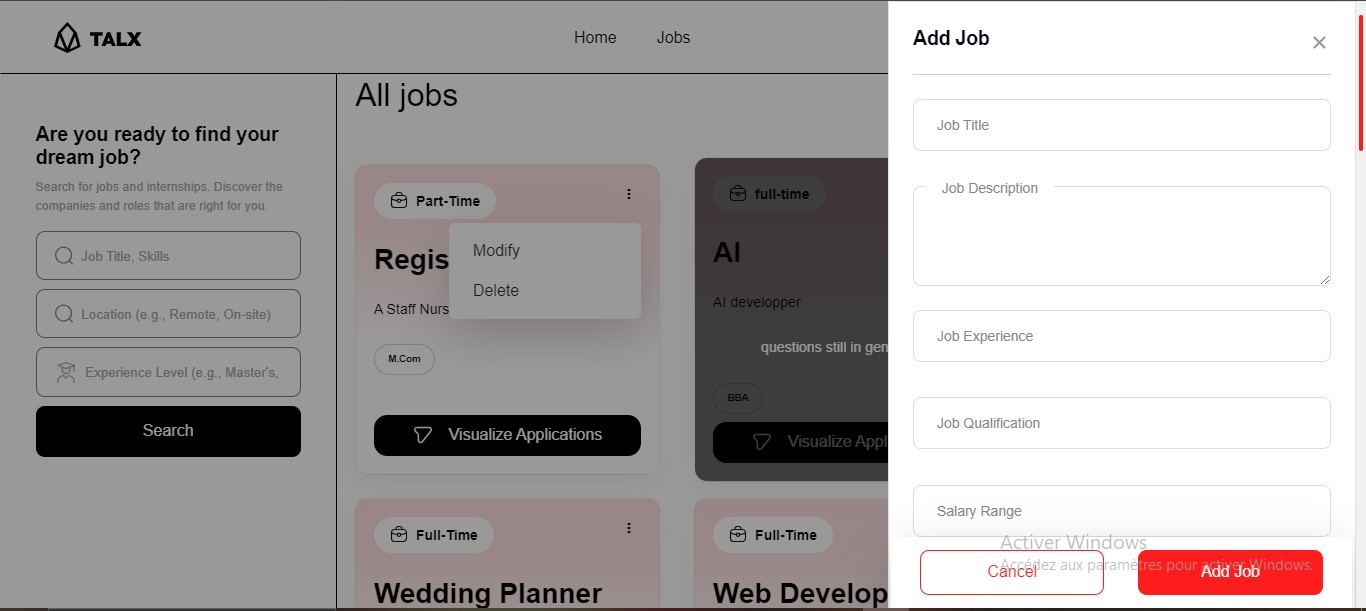 TALX
Home
Jobs
Are you ready to find your
dream job?
Search for jobs and internships. Discover the
companies and roles that are right for you.
Job Title, Skills
Location (e.g., Remote, On-site)
Experience Level (e.g., Master's,
Search
All jobs
Part-Time
Regis
Modify
Delete
A Staff Nurs
M.Com
Visualize Applications
full-time
AI
AI developper
questions still in gen
BBA
Visualize Appl
Full-Time
Wedding Planner
Full-Time
Web Develop
Add Job
Job Title
Job Description
Job Experience
Job Qualification
Salary Range
Activer Windows
Accédez aux paramètres pour activer Windows.
Cancel
Add Job